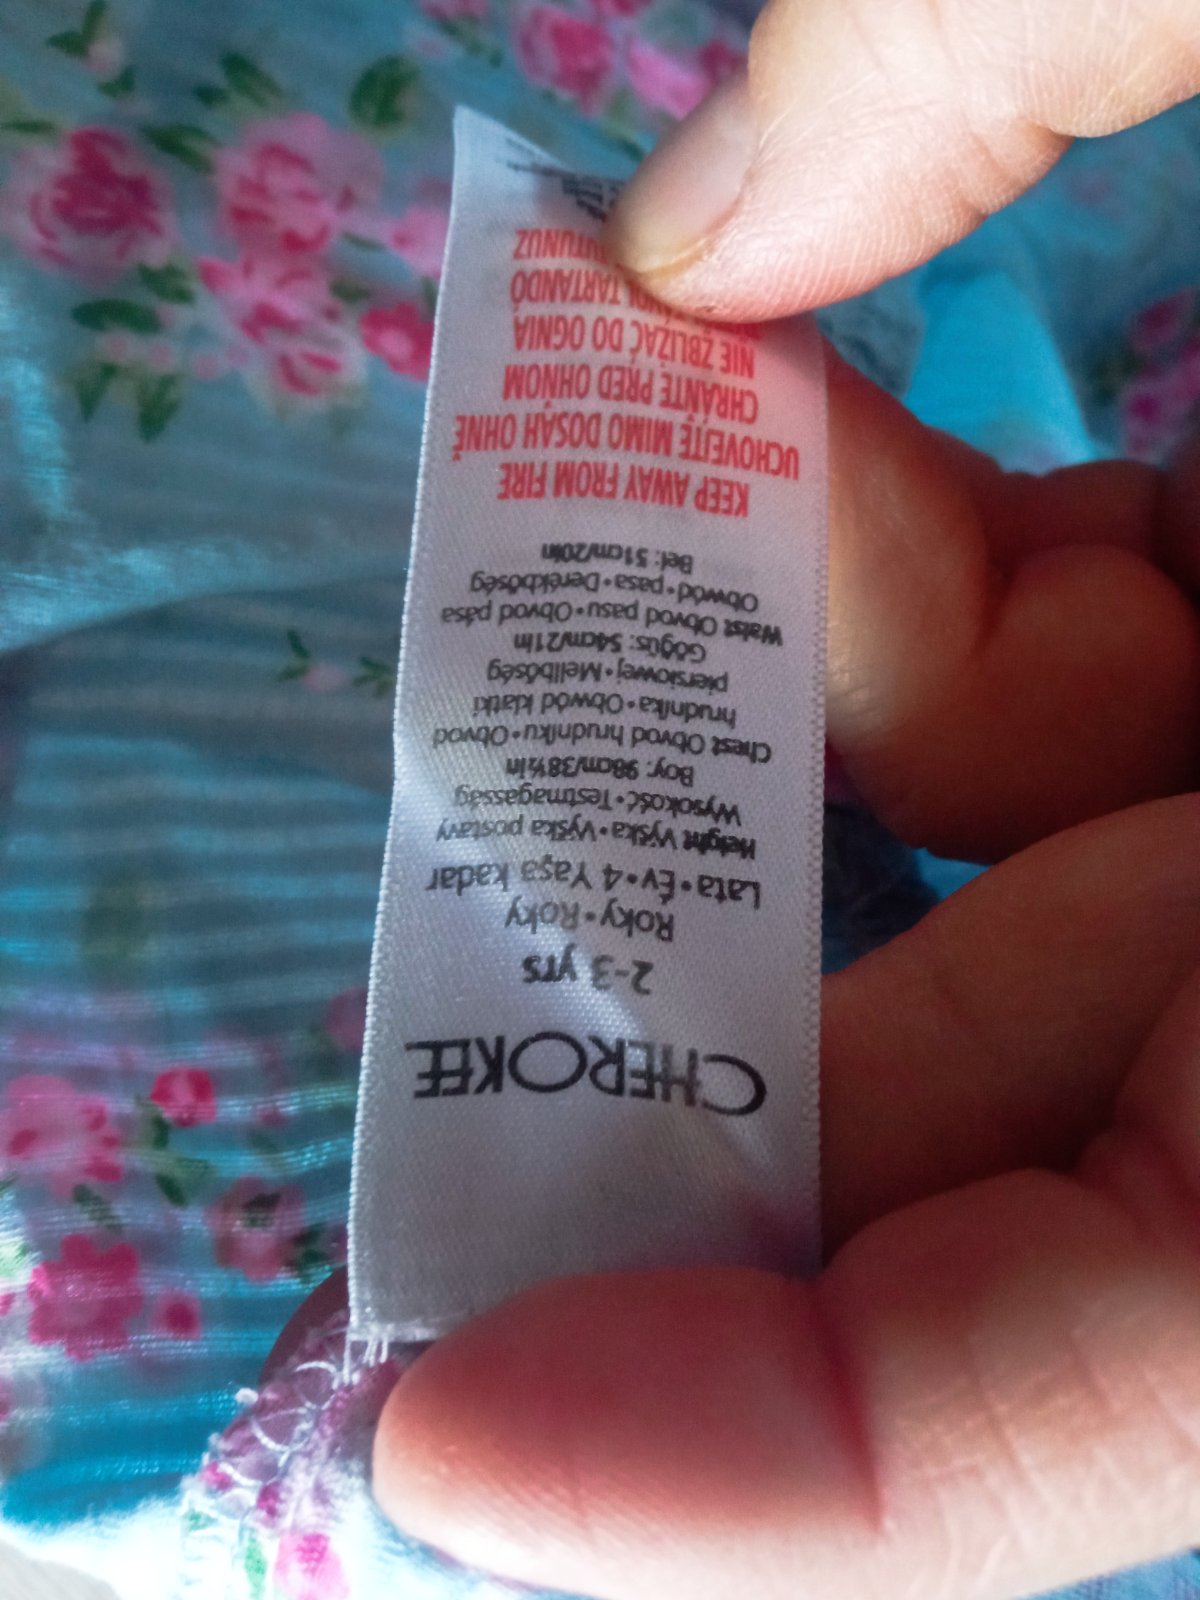 CHEROKEE
2-3 yrs
Roky • Roky
Lata • Év • 4 Yaşa kadar
Height Výška • Výška postavy
Wysokość • Testmagasság
Boy: 98cm/38½in
Chest Obvod hrudníku • Obvod
hrudníka • Obwód klatki
piersiowej • Mellbőség
Göğüs: 54cm/21in
Waist Obvod pasu • Obvod pása
Obwód • pasa • Derékbőség
Bel: 51cm/20in
KEEP AWAY FROM FIRE
UCHOVEJTE MIMO DOSAH OHNĚ,
CHRÁŇTE PRED OHŇOM
NIE ZBLIŻAĆ DO OGNIA
TARTANDÓ
TUTUNUZ